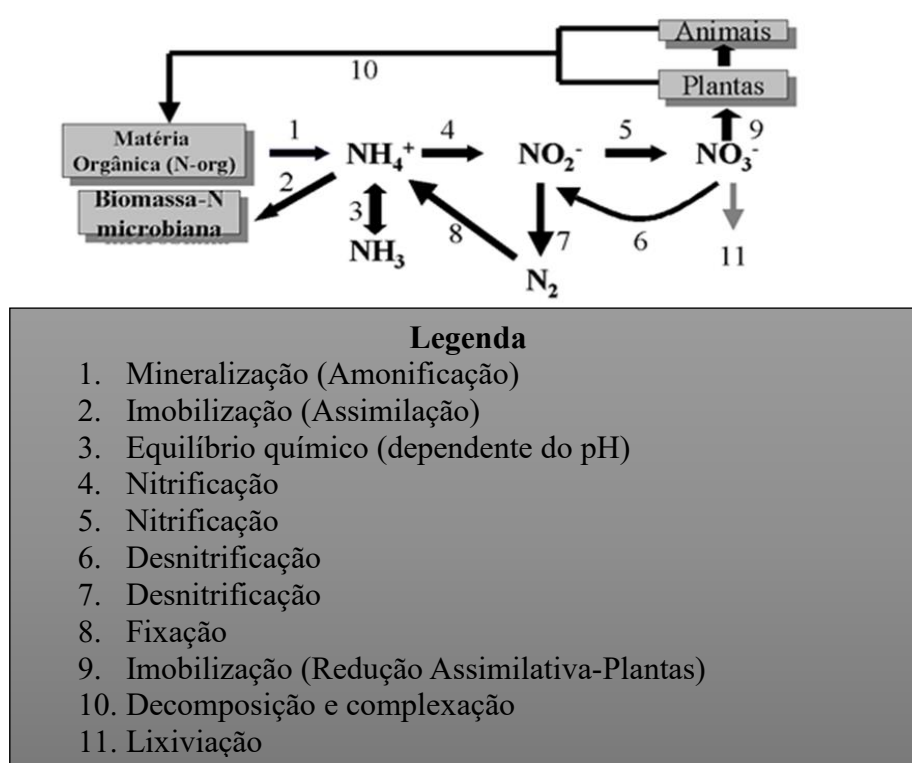 Animais
10
Plantas
Matéria
Orgânica (N-org)
1
NH₄⁺
4
NO₂⁻
5
NO₃⁻
9
2
Biomassa-N
microbiana
3
NH₃
8
7
N₂
6
11
Legenda
1. Mineralização (Amonificação)
2. Imobilização (Assimilação)
3. Equilíbrio químico (dependente do pH)
4. Nitrificação
5. Nitrificação
6. Desnitrificação
7. Desnitrificação
8. Fixação
9. Imobilização (Redução Assimilativa-Plantas)
10. Decomposição e complexação
11. Lixiviação